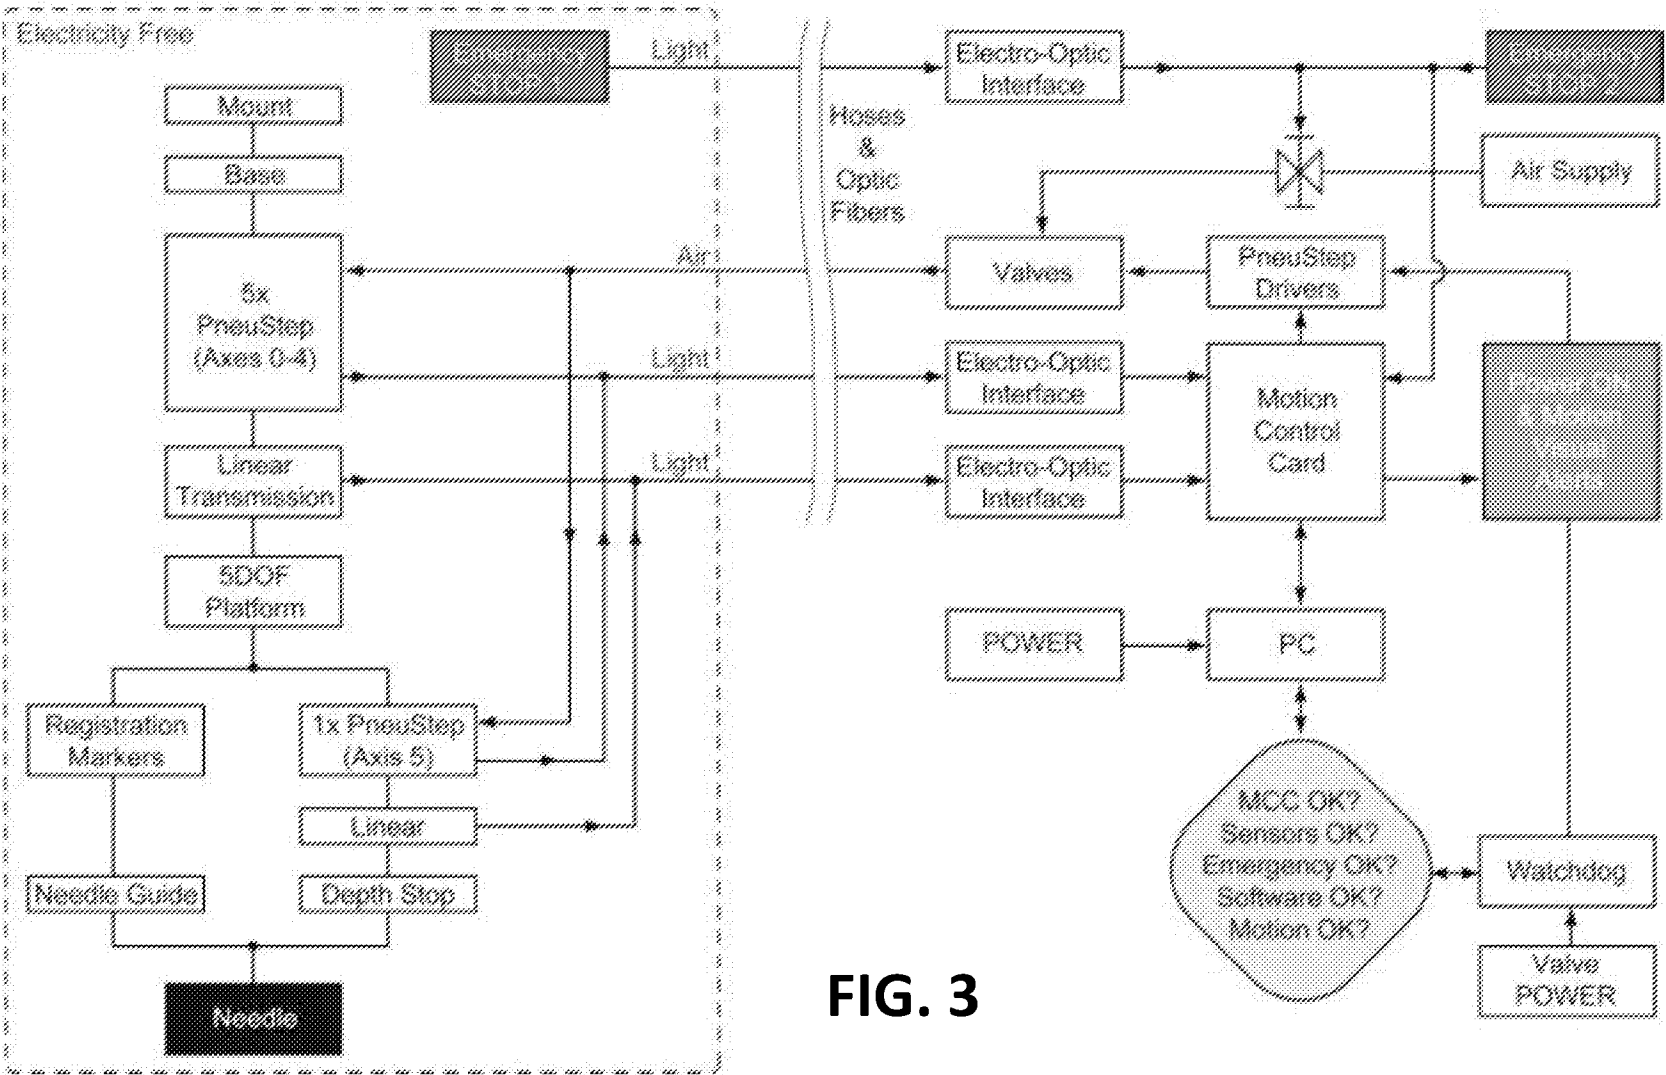 Electricity Free
Emergency
STOP
Light
Electro-Optic
Interface
Mount
Base
Hoses
&
Optic
Fibers
Air Supply
Air
Valves
PneuStep
Drivers
5x
PneuStep
(Axes 0-4)
Light
Electro-Optic
Interface
Motion
Control
Card
Linear
Transmission
Light
Electro-Optic
Interface
5DOF
Platform
POWER
PC
Registration
Markers
1x PneuStep
(Axis 5)
Linear
Needle Guide
Depth Stop
Needle
MCC OK?
Sensors OK?
Emergency OK?
Software OK?
Motion OK?
Watchdog
Valve
POWER
FIG. 3